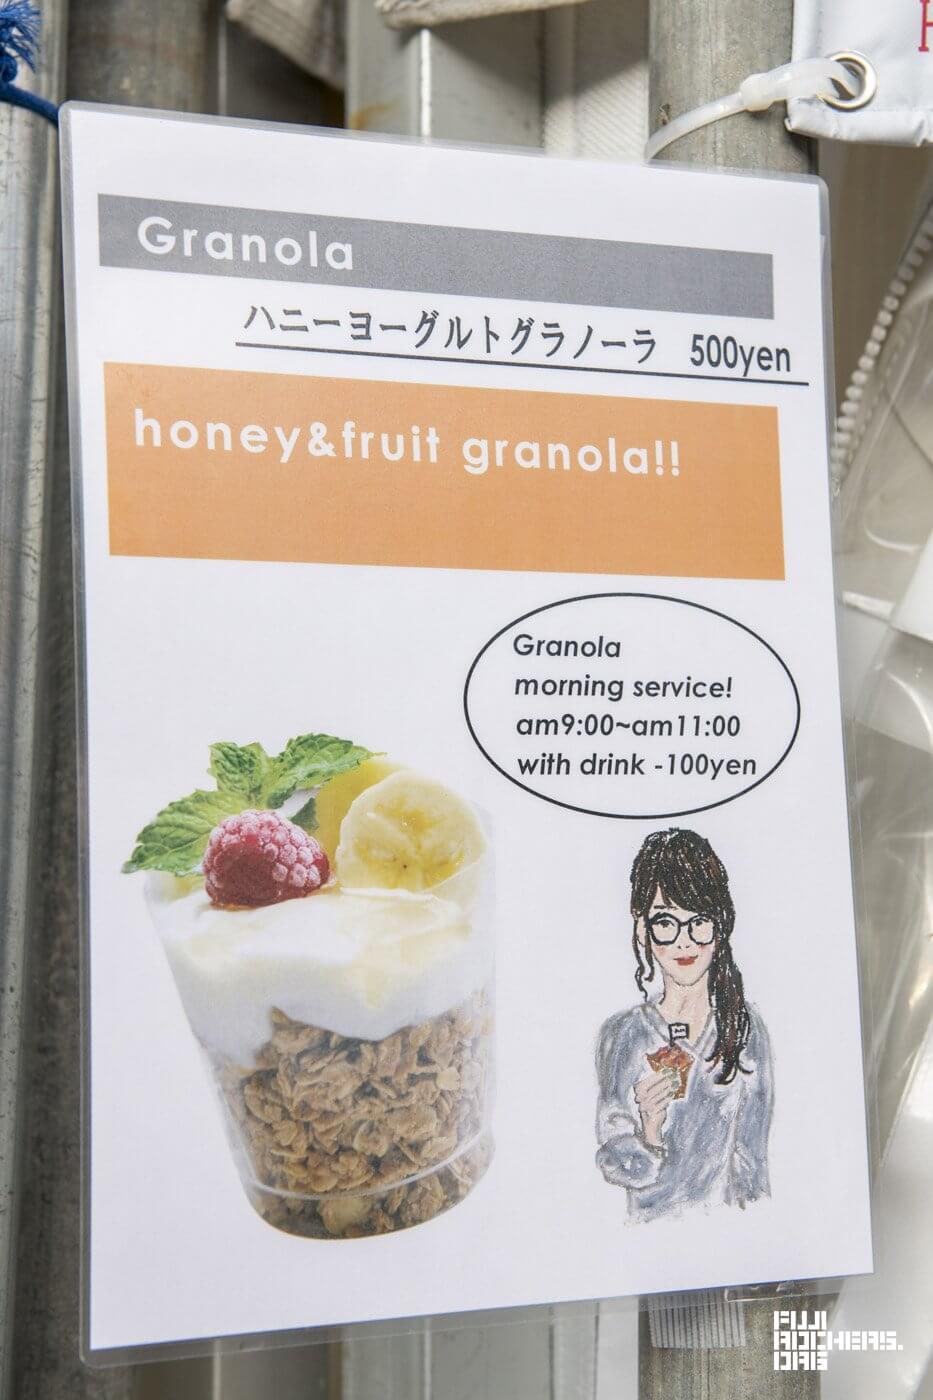 Granola
ハニーヨーグルトグラノーラ 500yen
honey&fruit granola!!
Granola
morning service!
am9:00~am11:00
with drink -100yen
FUJI
ROCKERS.
ORG